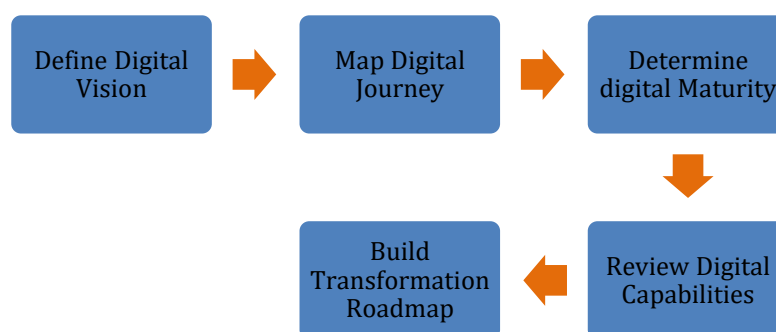 Define Digital
Vision
Map Digital
Journey
Determine
digital Maturity
Review Digital
Capabilities
Build
Transformation
Roadmap